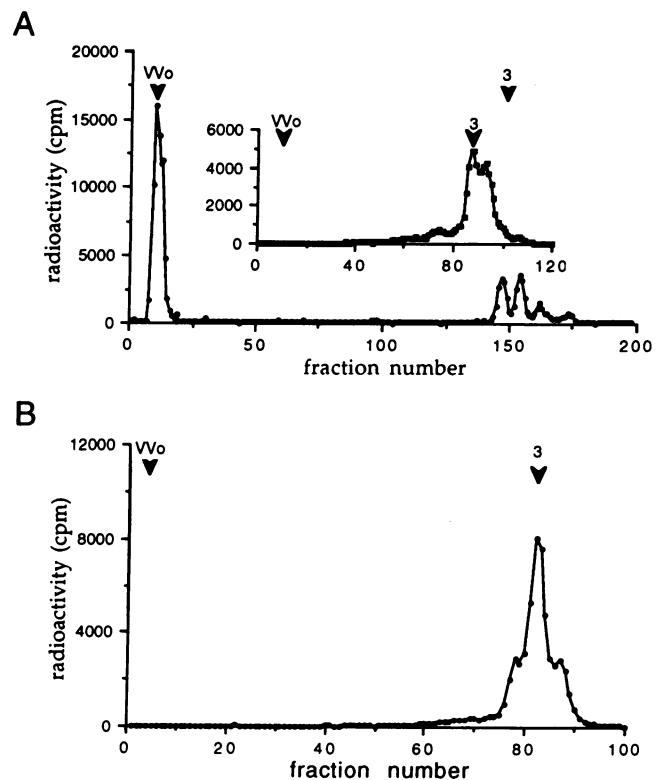 A
20000
15000
10000
5000
0
radioactivity (cpm)
VVo
3
6000
4000
2000
0
VVo
3
0 40 80 120
0 50 100 150 200
fraction number
B
12000
8000
4000
0
radioactivity (cpm)
VVo
3
0 20 40 60 80 100
fraction number